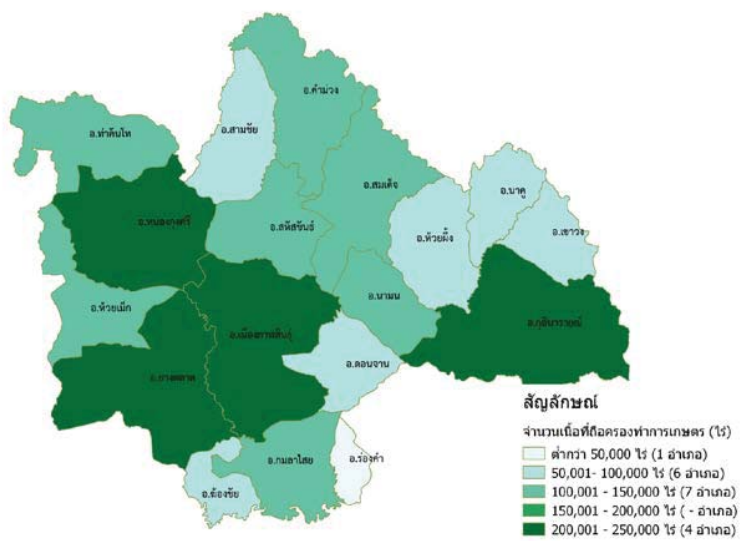 อ.คำม่วง
อ.สามชัย
อ.ท่าคันโท
อ.สมเด็จ
อ.นาคู
อ.หนองกุงศรี
อ.สหัสขันธ์
อ.ห้วยผึ้ง
อ.เขาวง
อ.นามน
อ.ห้วยเม็ก
อ.เมืองกาฬสินธุ์
อ.กุฉินารายณ์
อ.ดอนจาน
อ.ยางตลาด
อ.กมลาไสย
อ.ร่องคำ
อ.ฆ้องชัย
สัญลักษณ์
จำนวนเนื้อที่ถือครองทำการเกษตร (ไร่)
ต่ำกว่า 50,000 ไร่ (1 อำเภอ)
50,001- 100,000 ไร่ (6 อำเภอ)
100,001 - 150,000 ไร่ (7 อำเภอ)
150,001 - 200,000 ไร่ ( - อำเภอ)
200,001 - 250,000 ไร่ (4 อำเภอ)